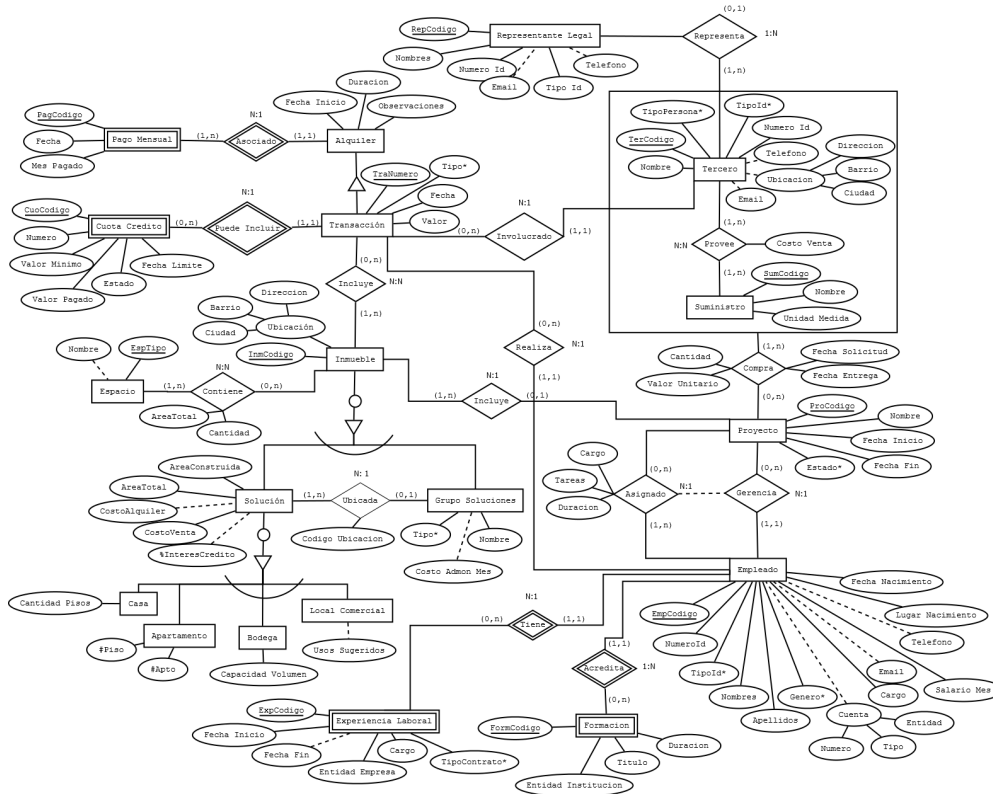 (0,1)
RepCodigo
Representante Legal
Representa
1:N
Nombres
Numero Id
Email
Tipo Id
Telefono
(1,n)
Duracion
Fecha Inicio
Observaciones
PagCodigo
Fecha
Mes Pagado
Pago Mensual
(1,n)
N:1
Asociado
(1,1)
Alquiler
TipoPersona*
TipoId*
TerCodigo
Numero Id
Nombre
Tercero
Telefono
Ubicacion
Direccion
Barrio
Ciudad
Email
TraNumero
Tipo*
Fecha
Valor
CuoCodigo
Numero
Valor Minimo
Valor Pagado
Estado
Fecha Limite
Cuota Credito
(0,n)
N:1
Puede Incluir
(1,1)
Transacción
(0,n)
N:1
Involucrado
(1,1)
(1,n)
N:N
Provee
Costo Venta
(1,n)
SumCodigo
Nombre
Suministro
Unidad Medida
(0,n)
Incluye
N:N
(1,n)
Direccion
Barrio
Ciudad
Ubicación
InmCodigo
Inmueble
(0,n)
Realiza
N:1
(1,1)
Nombre
EspTipo
Espacio
(1,n)
N:N
Contiene
(0,n)
AreaTotal
Cantidad
(1,n)
N:1
Incluye
(0,1)
(1,n)
Cantidad
Valor Unitario
Compra
Fecha Solicitud
Fecha Entrega
(0,n)
ProCodigo
Nombre
Proyecto
Fecha Inicio
Fecha Fin
Estado*
AreaConstruida
AreaTotal
CostoAlquiler
CostoVenta
%InteresCredito
Solución
(1,n)
N: 1
Ubicada
(0,1)
Codigo Ubicacion
Grupo Soluciones
Tipo*
Nombre
Costo Admon Mes
Cargo
Tareas
Duracion
(0,n)
Asignado
N:1
(1,n)
(0,n)
Gerencia
N:1
(1,1)
Empleado
Cantidad Pisos
Casa
Apartamento
#Piso
#Apto
Bodega
Capacidad Volumen
Local Comercial
Usos Sugeridos
(0,n)
N:1
Tiene
(1,1)
(1,1)
Acredita
1:N
(0,n)
EmpCodigo
NumeroId
TipoId*
Nombres
Apellidos
Genero*
Fecha Nacimiento
Lugar Nacimiento
Telefono
Email
Cargo
Salario Mes
Cuenta
Entidad
Numero
Tipo
ExpCodigo
Experiencia Laboral
Fecha Inicio
Fecha Fin
Entidad Empresa
Cargo
TipoContrato*
FormCodigo
Formacion
Duracion
Titulo
Entidad Institucion